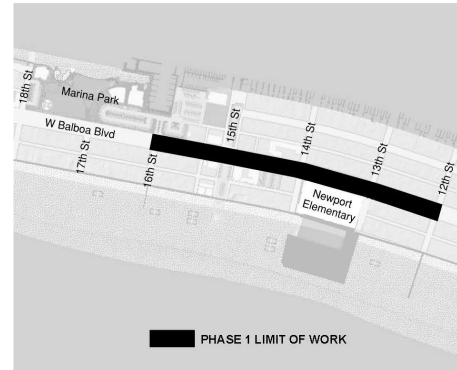 18th St
Marina Park
W Balboa Blvd
17th St
16th St
15th St
14th St
13th St
12th St
Newport
Elementary
PHASE 1 LIMIT OF WORK